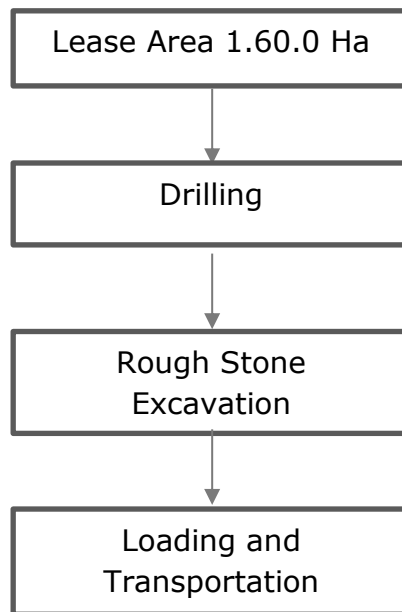 Lease Area 1.60.0 Ha
Drilling
Rough Stone
Excavation
Loading and
Transportation